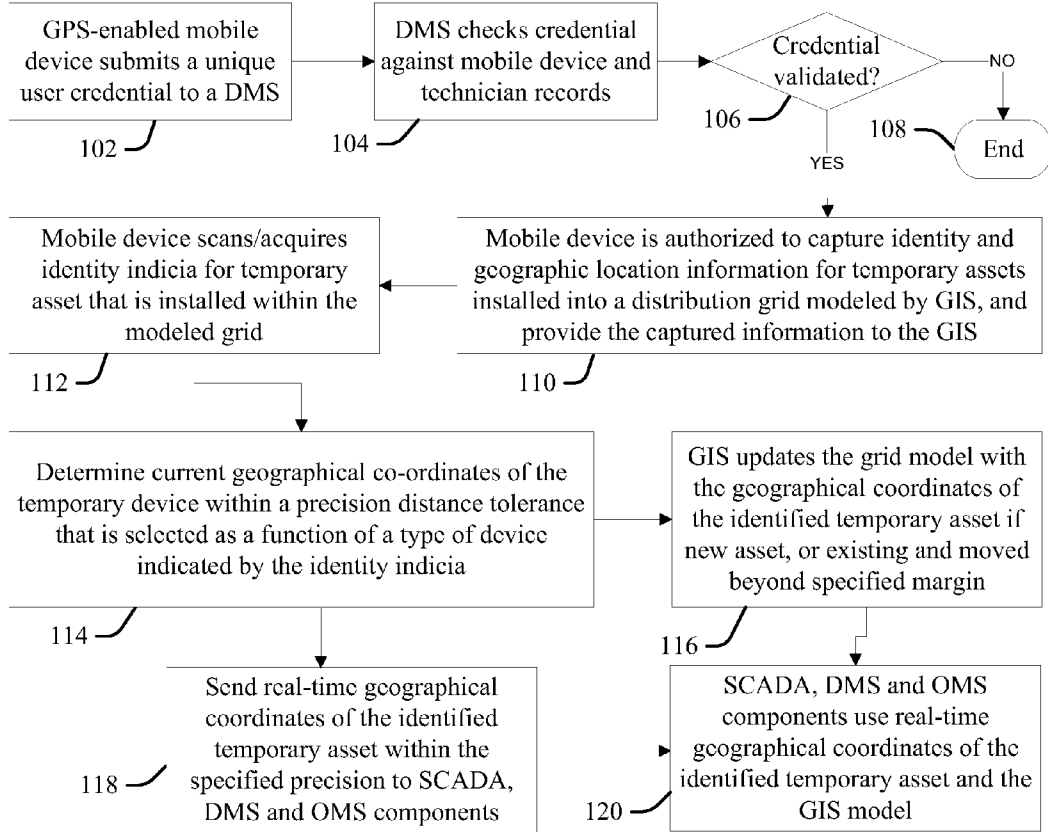 GPS-enabled mobile
device submits a unique
user credential to a DMS
102
DMS checks credential
against mobile device and
technician records
104
Credential
validated?
106
NO
108
End
YES
Mobile device scans/acquires
identity indicia for temporary
asset that is installed within the
modeled grid
112
Mobile device is authorized to capture identity and
geographic location information for temporary assets
installed into a distribution grid modeled by GIS, and
provide the captured information to the GIS
110
Determine current geographical co-ordinates of the
temporary device within a precision distance tolerance
that is selected as a function of a type of device
indicated by the identity indicia
114
GIS updates the grid model with
the geographical coordinates of
the identified temporary asset if
new asset, or existing and moved
beyond specified margin
116
Send real-time geographical
coordinates of the identified
temporary asset within the
specified precision to SCADA,
DMS and OMS components
118
SCADA, DMS and OMS
components use real-time
geographical coordinates of the
identified temporary asset and the
GIS model
120